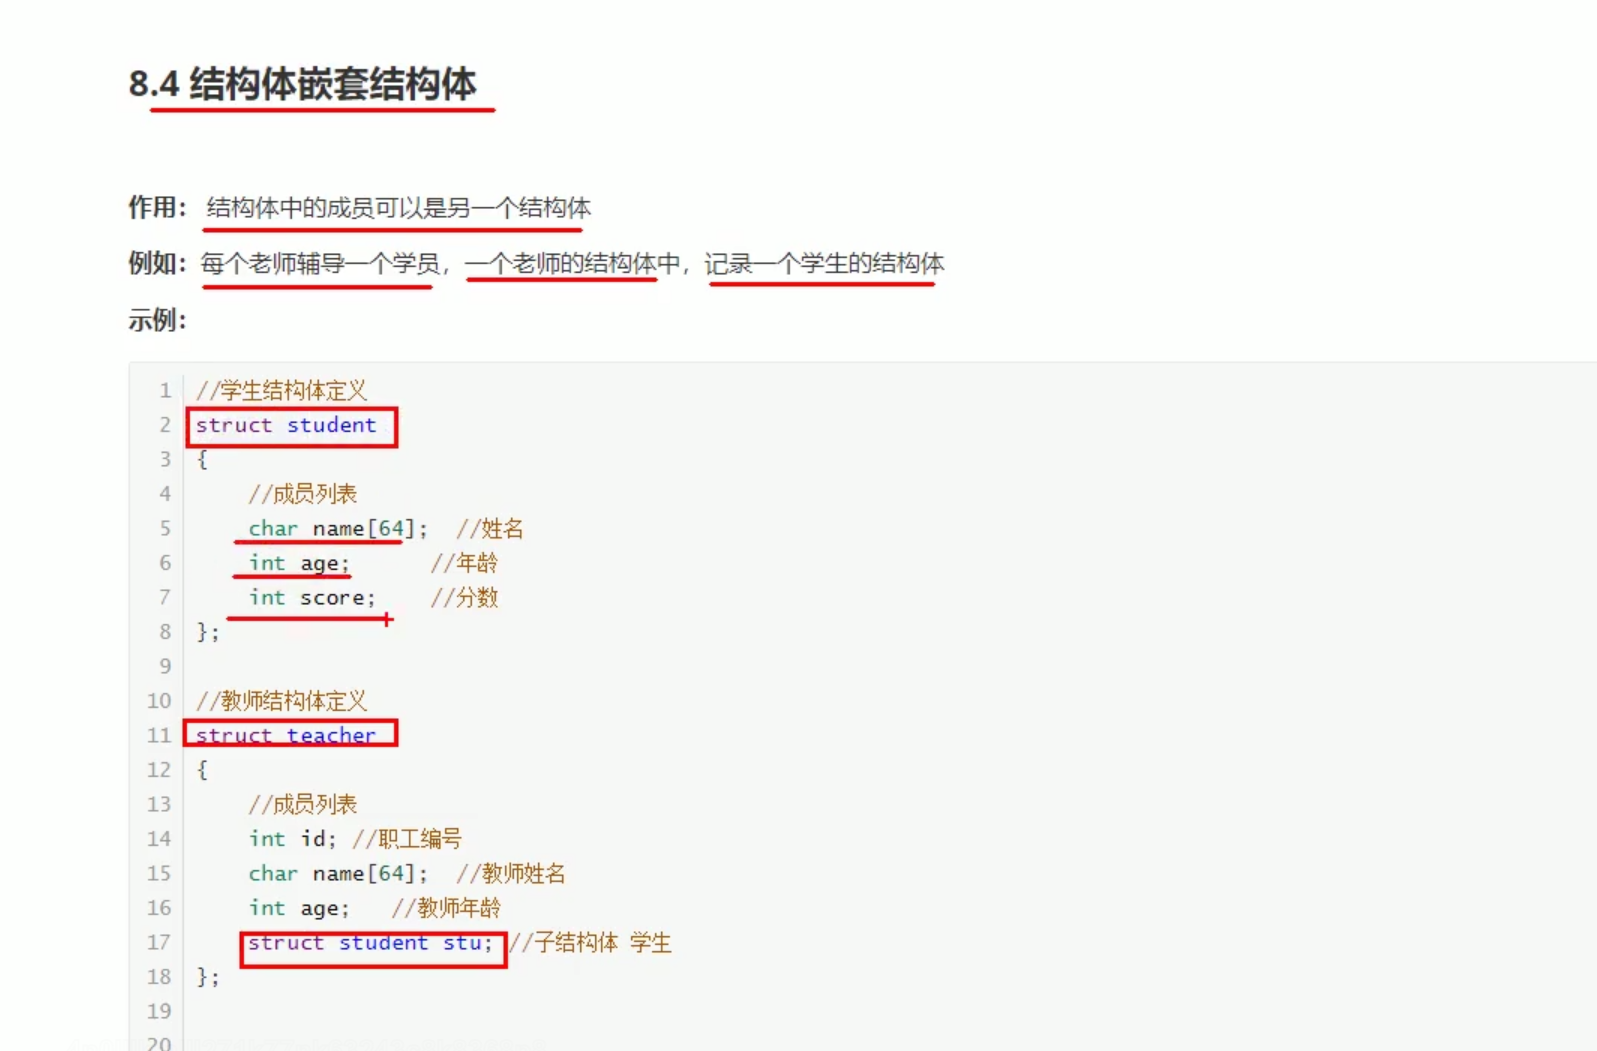 8.4 结构体嵌套结构体
作用： 结构体中的成员可以是另一个结构体
例如：每个老师辅导一个学员，一个老师的结构体中，记录一个学生的结构体
示例：
1 //学生结构体定义
2 struct student
3 {
4 //成员列表
5 char name[64]; //姓名
6 int age; //年龄
7 int score; //分数
8 };
9
10 //教师结构体定义
11 struct teacher
12 {
13 //成员列表
14 int id; //职工编号
15 char name[64]; //教师姓名
16 int age; //教师年龄
17 struct student stu; //子结构体 学生
18 };
19
20